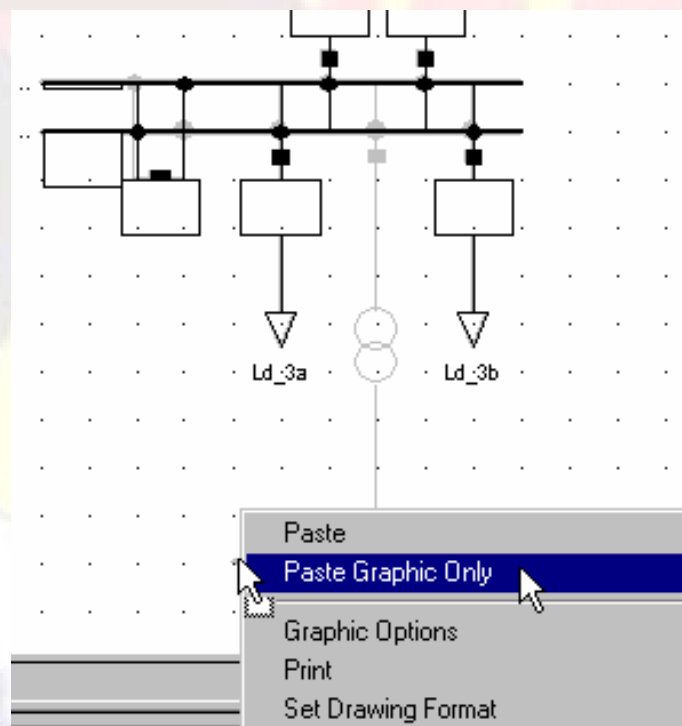 ..
..
Ld_3a Ld_3b
Paste
Paste Graphic Only
Graphic Options
Print
Set Drawing Format